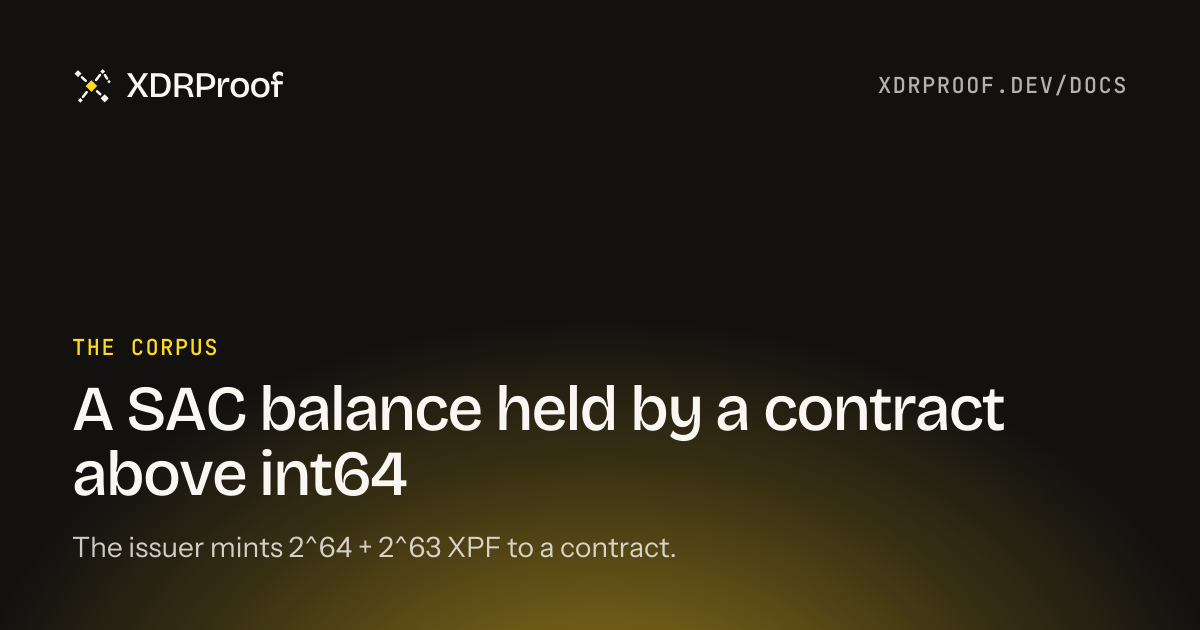 XDRProof
XDRPROOF.DEV/DOCS
THE CORPUS
A SAC balance held by a contract
above int64
The issuer mints 2^64 + 2^63 XPF to a contract.